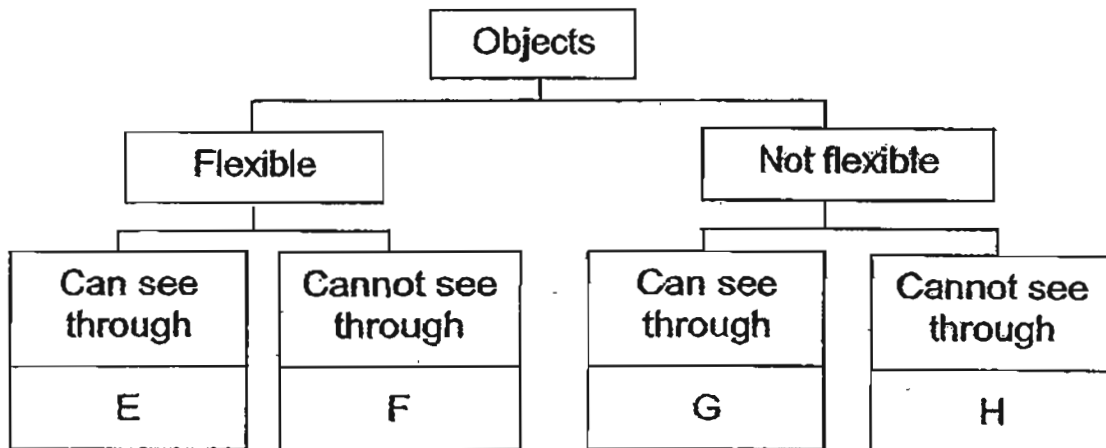 Objects
Flexible
Not flexible
Can see
through
Cannot see
through
Can see
through
Cannot see
through
E
F
G
H